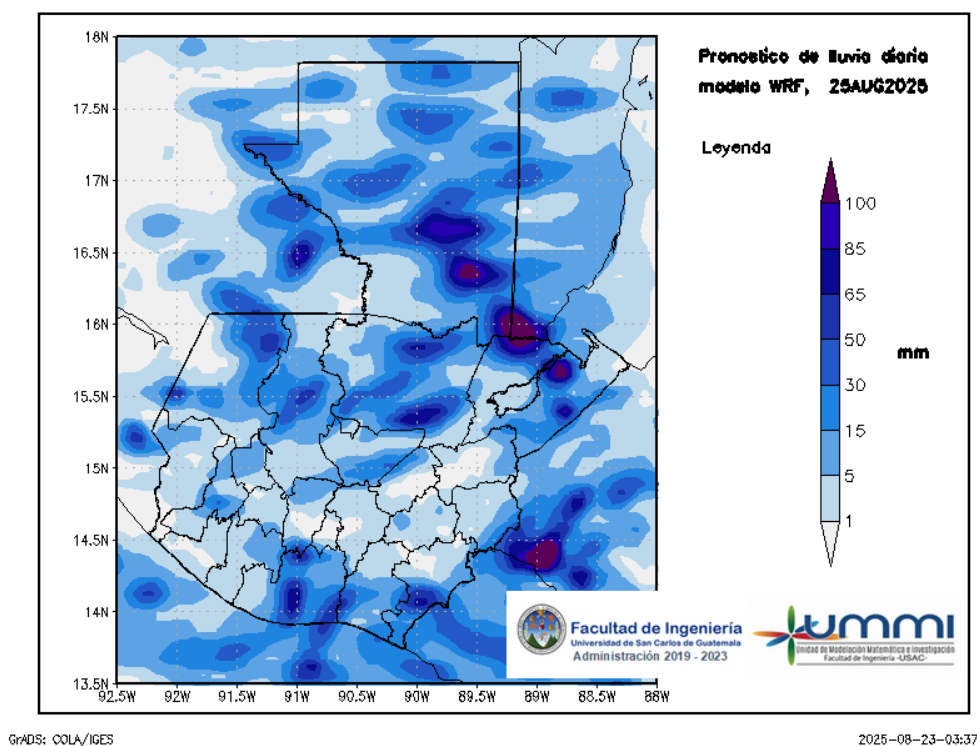 Pronostico de lluvia diaria
modelo WRF, 25AUG2025
Leyenda
100
85
65
50
30
15
5
1
mm
18N
17.5N
17N
16.5N
16N
15.5N
15N
14.5N
14N
13.5N
92.5W
92W
91.5W
91W
90.5W
90W
89.5W
89W
88.5W
88W
Facultad de Ingeniería
Universidad de San Carlos de Guatemala
Administración 2019 - 2023
ummi
Unidad de Modelación Matemática e Investigación
Facultad de Ingeniería -USAC-
GrADS: COLA/IGES
2025-08-23-03:37